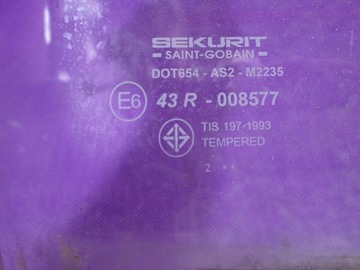 SEKURIT
SAINT-GOBAIN
DOT654 - AS2 - M2235
E6 43 R - 008577
TIS 197-1993
TEMPERED
2 ••